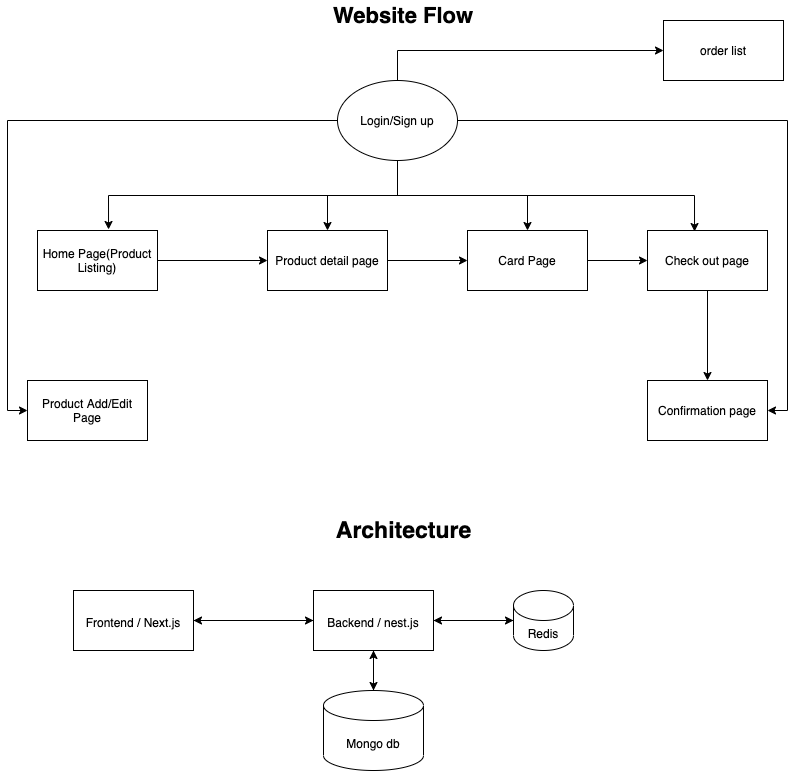 Website Flow
order list
Login/Sign up
Home Page(Product
Listing)
Product detail page
Card Page
Check out page
Product Add/Edit
Page
Confirmation page
Architecture
Frontend / Next.js
Backend / nest.js
Redis
Mongo db